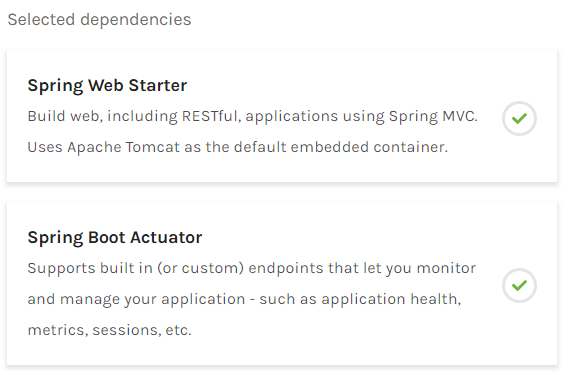 Selected dependencies
Spring Web Starter
Build web, including RESTful, applications using Spring MVC.
Uses Apache Tomcat as the default embedded container.
Spring Boot Actuator
Supports built in (or custom) endpoints that let you monitor
and manage your application - such as application health,
metrics, sessions, etc.